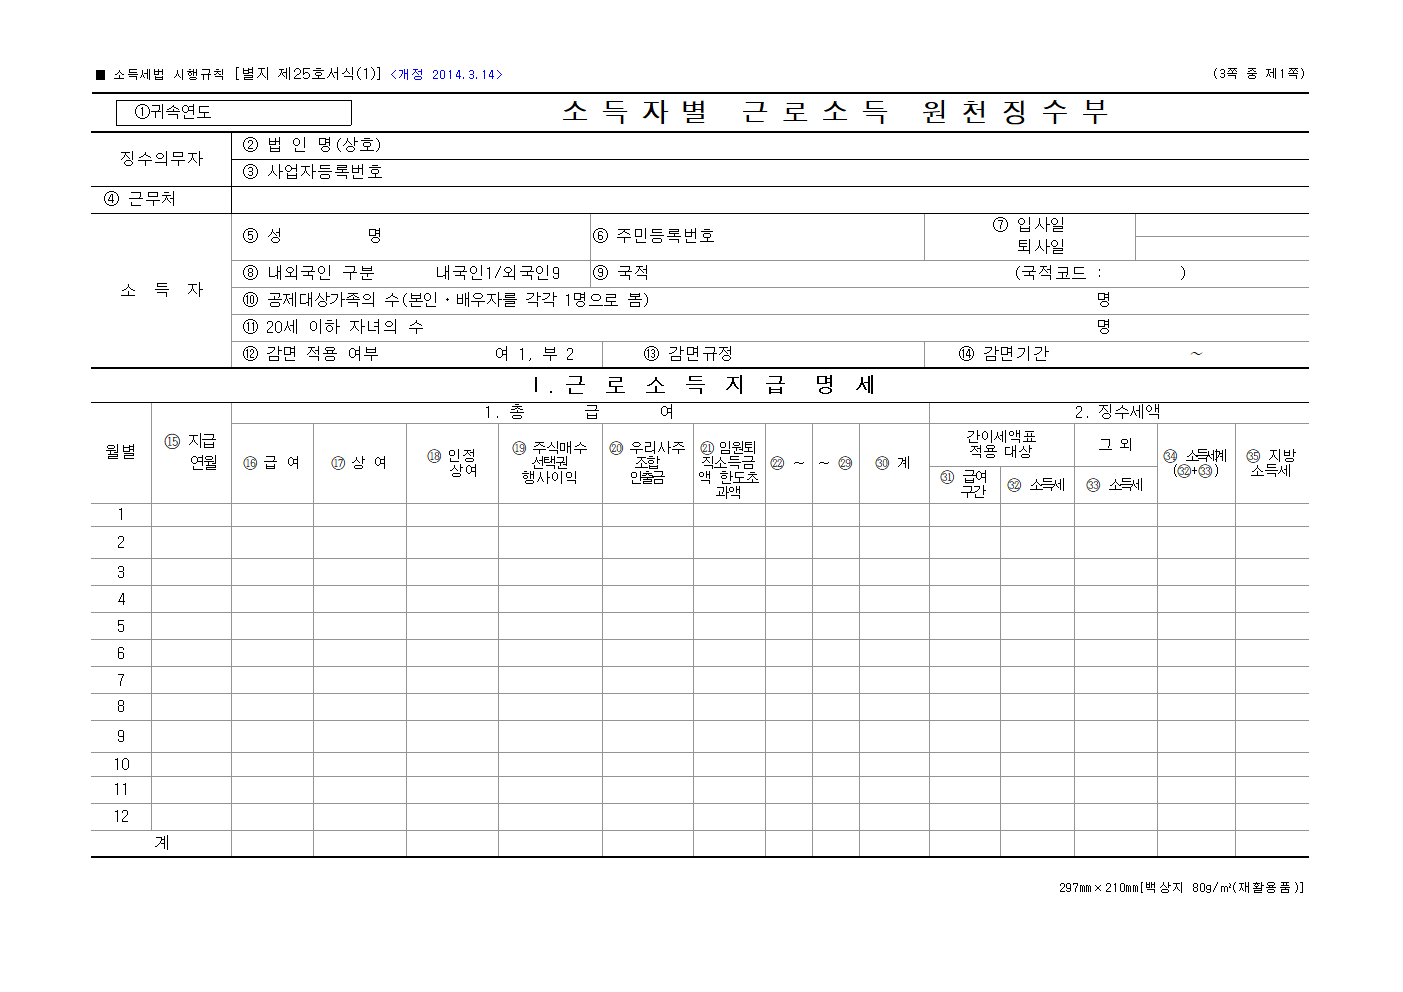 ■ 소득세법 시행규칙 [별지 제25호서식(1)] <개정 2014.3.14>
(3쪽 중 제1쪽)
①귀속연도
소 득 자 별 근 로 소 득 원 천 징 수 부
징수의무자
② 법 인 명(상호)
③ 사업자등록번호
④ 근무처
소 득 자
⑤ 성 명
⑥ 주민등록번호
⑦ 입사일
퇴사일
⑧ 내외국인 구분 내국인1/외국인9
⑨ 국적 (국적코드 : )
⑩ 공제대상가족의 수(본인ㆍ배우자를 각각 1명으로 봄) 명
⑪ 20세 이하 자녀의 수 명
⑫ 감면 적용 여부 여 1, 부 2
⑬ 감면규정
⑭ 감면기간 ~
Ⅰ. 근 로 소 득 지 급 명 세
월별
⑮ 지급
연월
1. 총 급 여
2. 징수세액
⑯ 급 여
⑰ 상 여
⑱ 인정
상여
⑲ 주식매수
선택권
행사이익
⑳ 우리사주
조합
인출금
㉑ 임원퇴
직소득금
액 한도초
과액
㉒ ~
~ ㉙
㉚ 계
간이세액표
적용 대상
그 외
㉛ 급여
구간
㉜ 소득세
㉝ 소득세
㉞ 소득세계
(㉜+㉝)
㉟ 지방
소득세
1
2
3
4
5
6
7
8
9
10
11
12
계
297㎜×210㎜[백상지 80g/㎡(재활용품)]